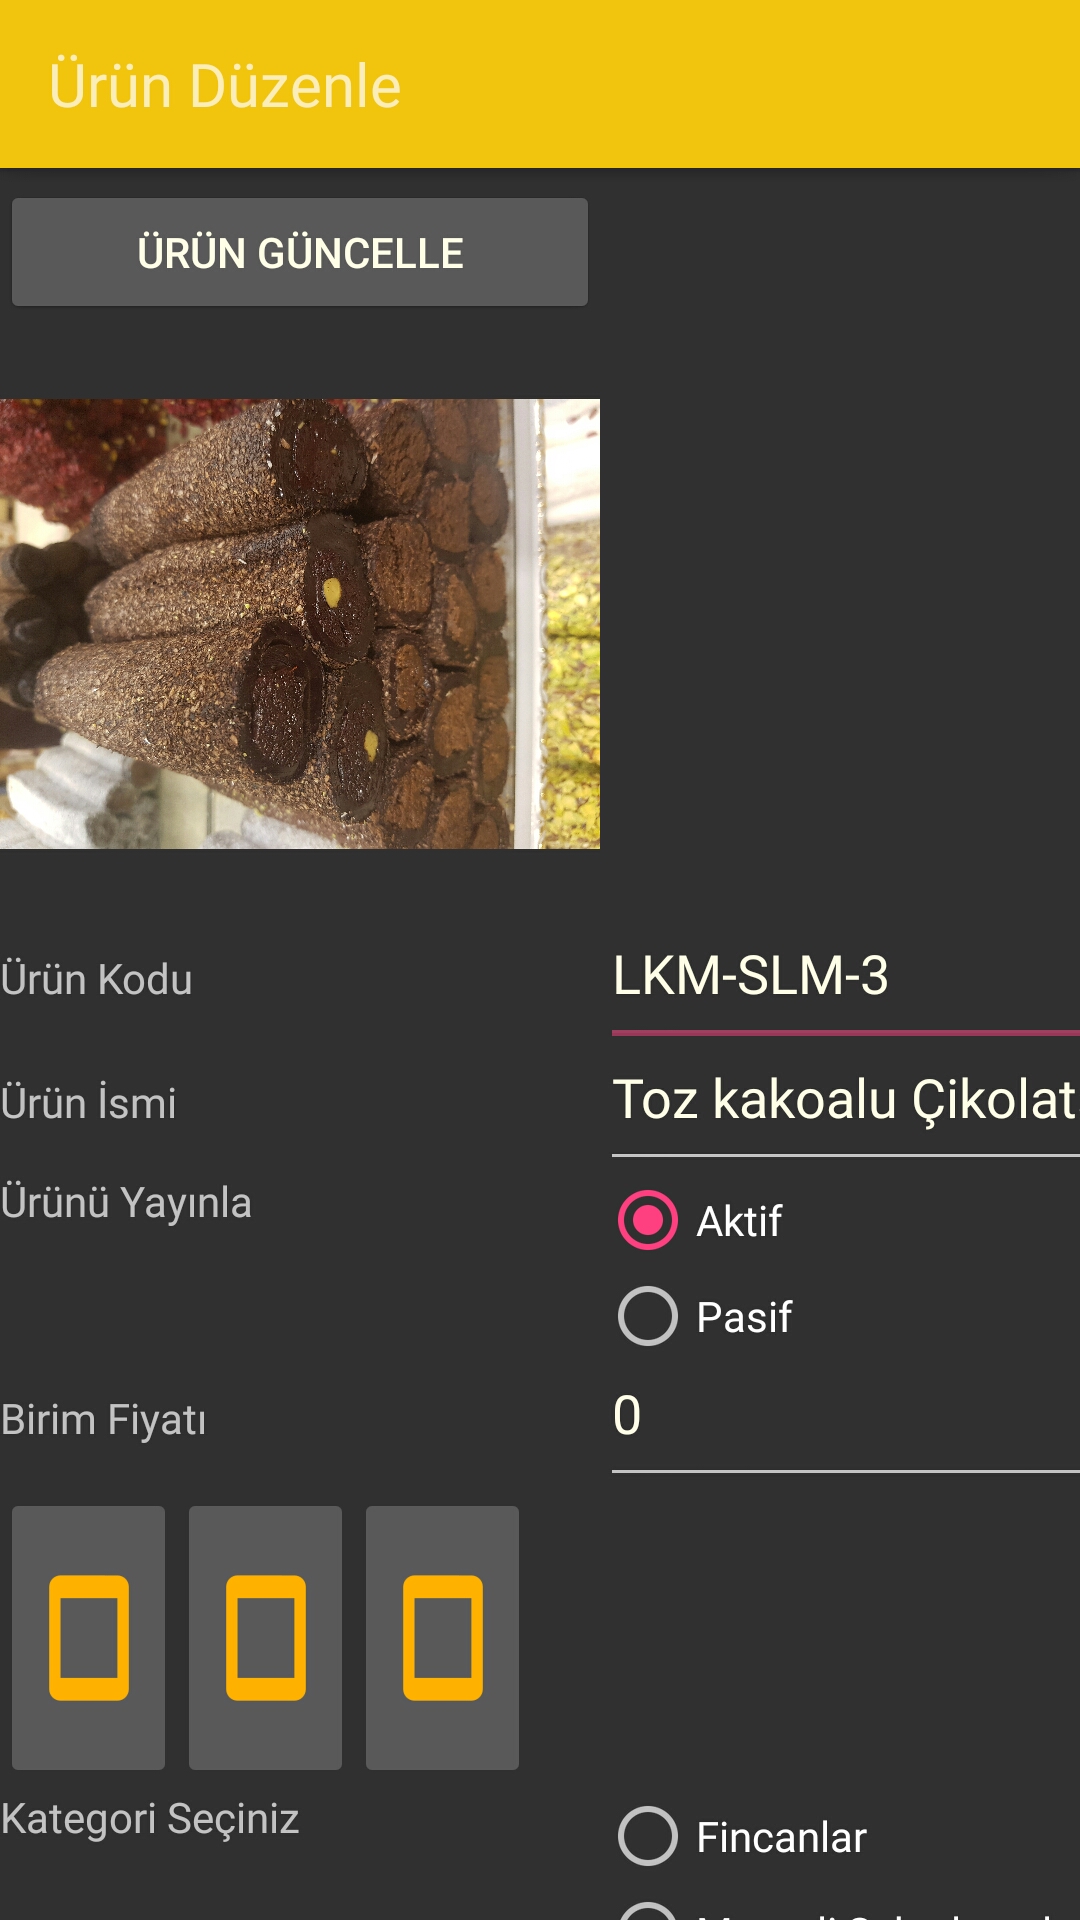 Ürün Düzenle
ÜRÜN GÜNCELLE
Ürün Kodu
LKM-SLM-3
Ürün İsmi
Toz kakoalu Çikolat
Ürünü Yayınla
Aktif
Pasif
Birim Fiyatı
0
Kategori Seçiniz
Fincanlar